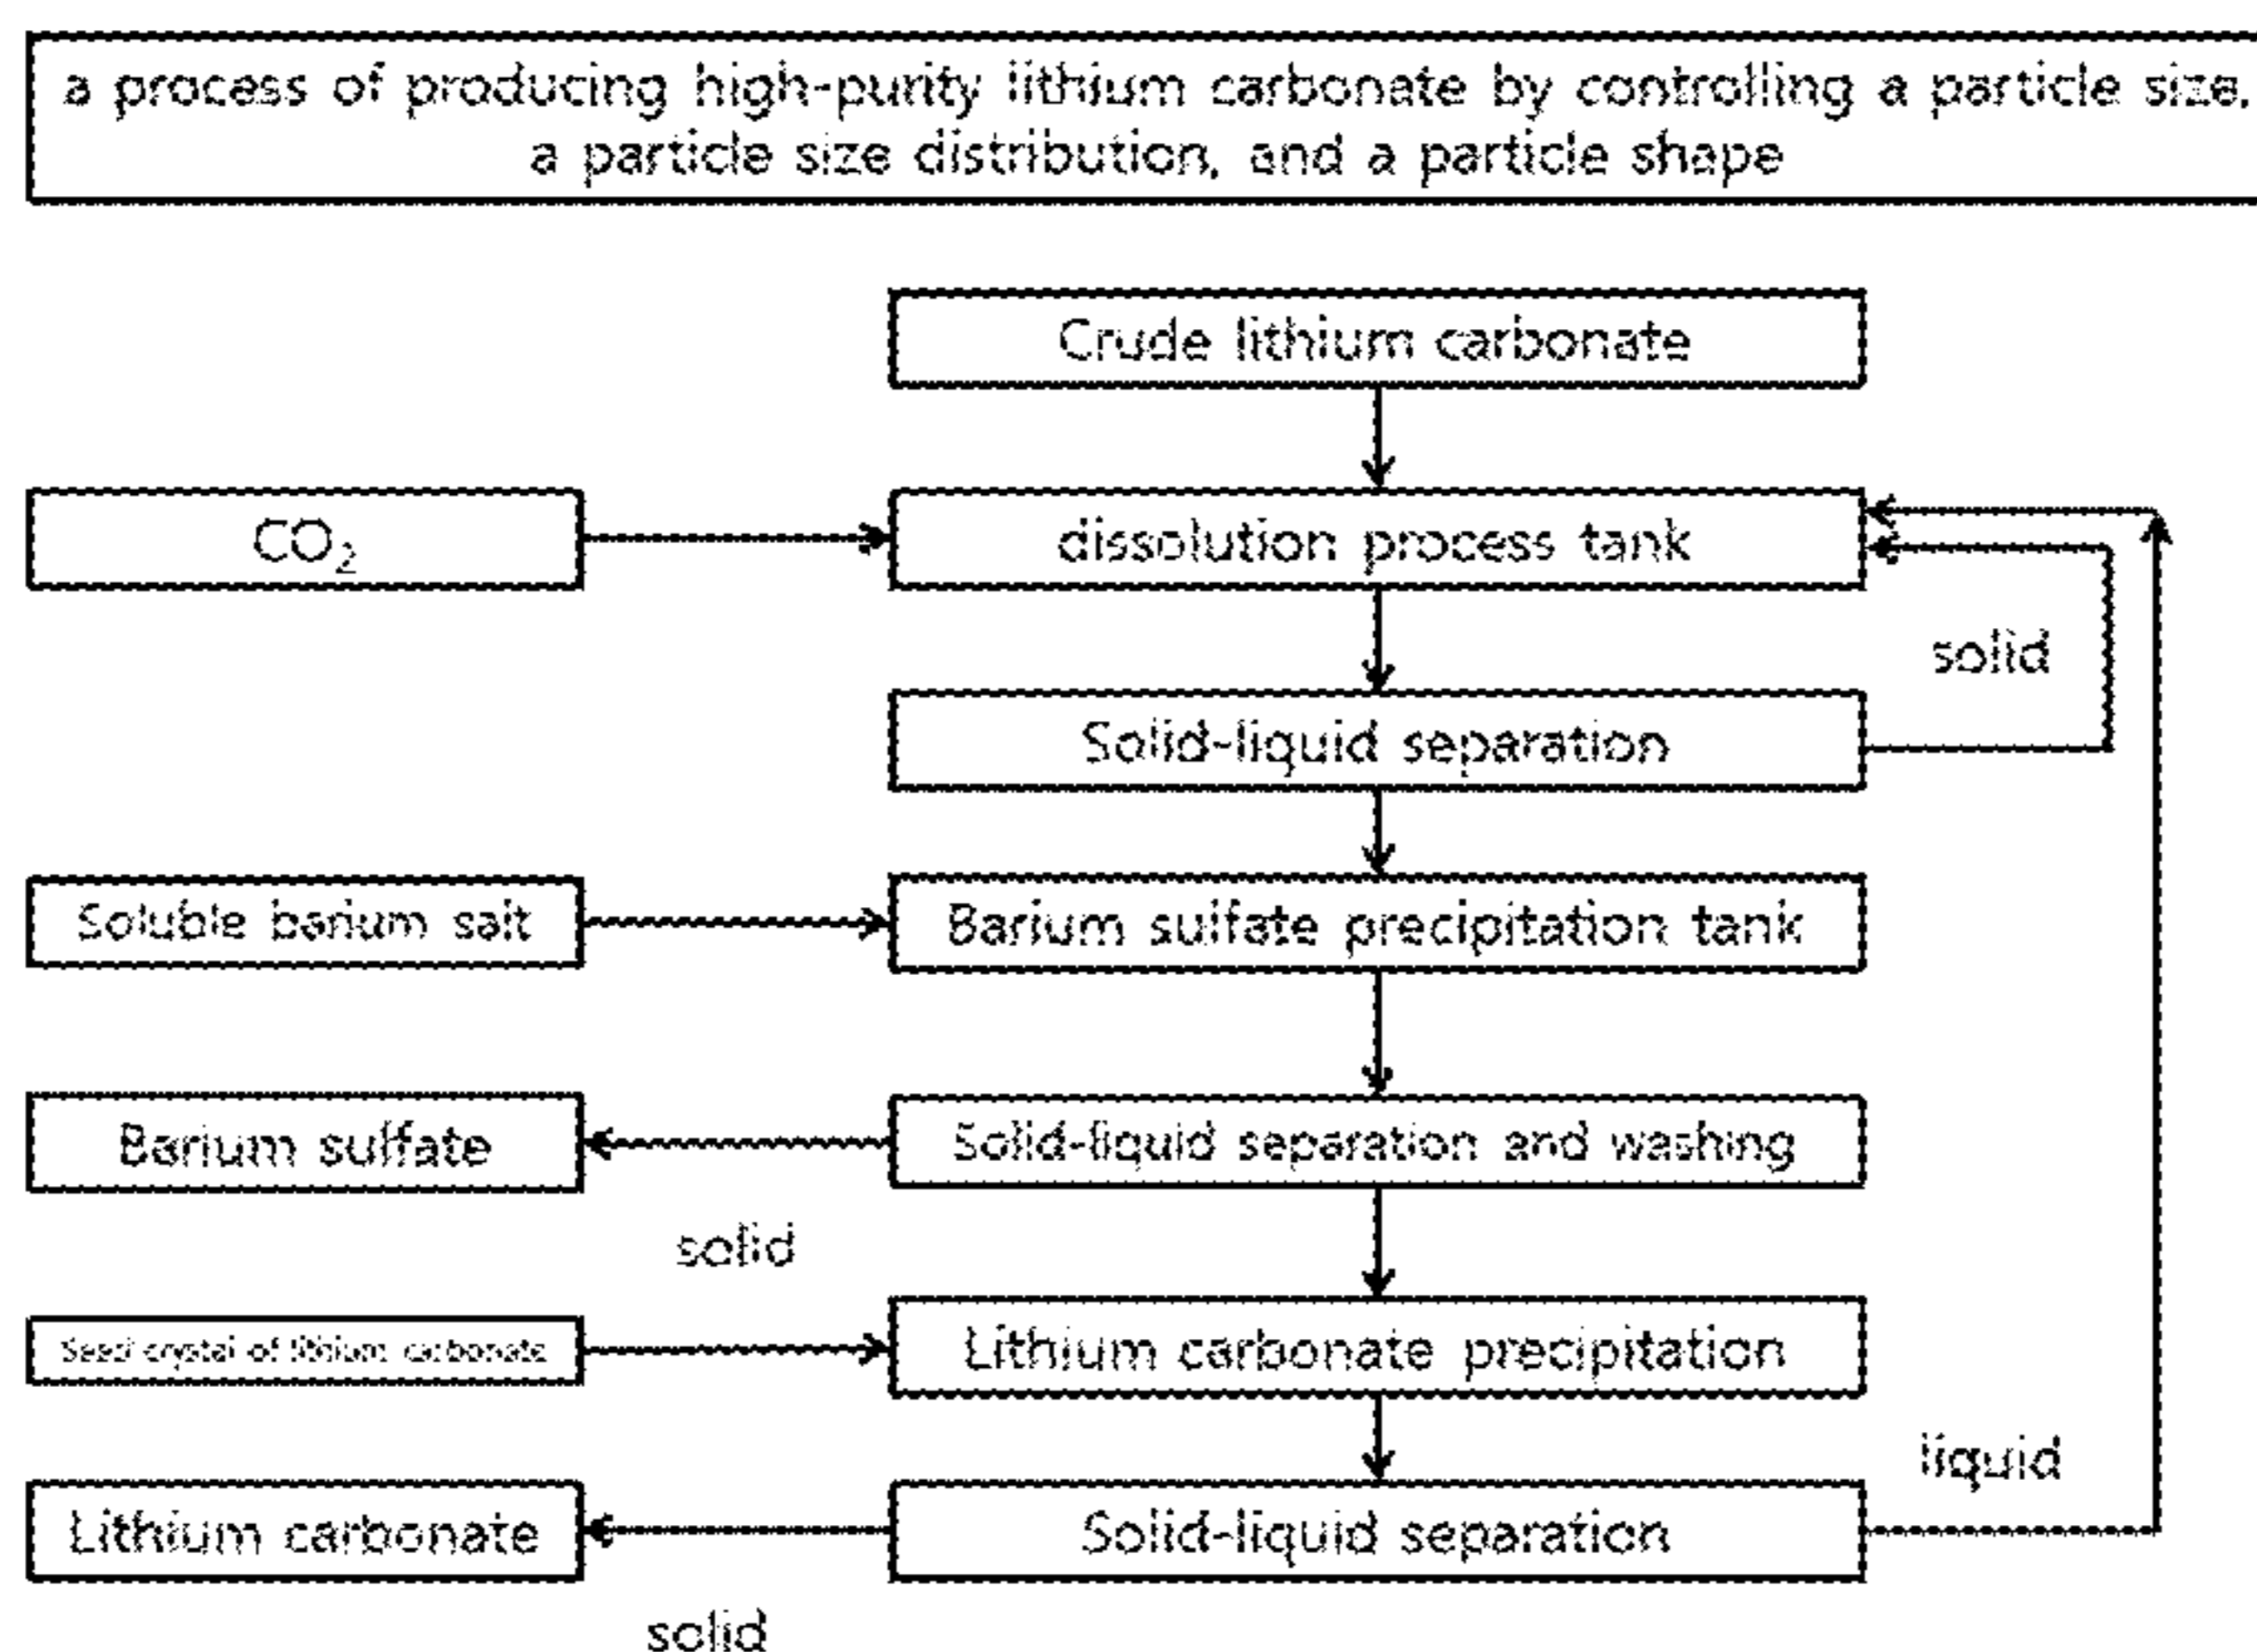 a process of producing high-purity lithium carbonate by controlling a particle size,
a particle size distribution, and a particle shape
Crude lithium carbonate
CO₂
dissolution process tank
solid
Solid-liquid separation
Soluble barium salt
Barium sulfate precipitation tank
Barium sulfate
Solid-liquid separation and washing
solid
Seed crystal of lithium carbonate
Lithium carbonate precipitation
liquid
Lithium carbonate
Solid-liquid separation
solid